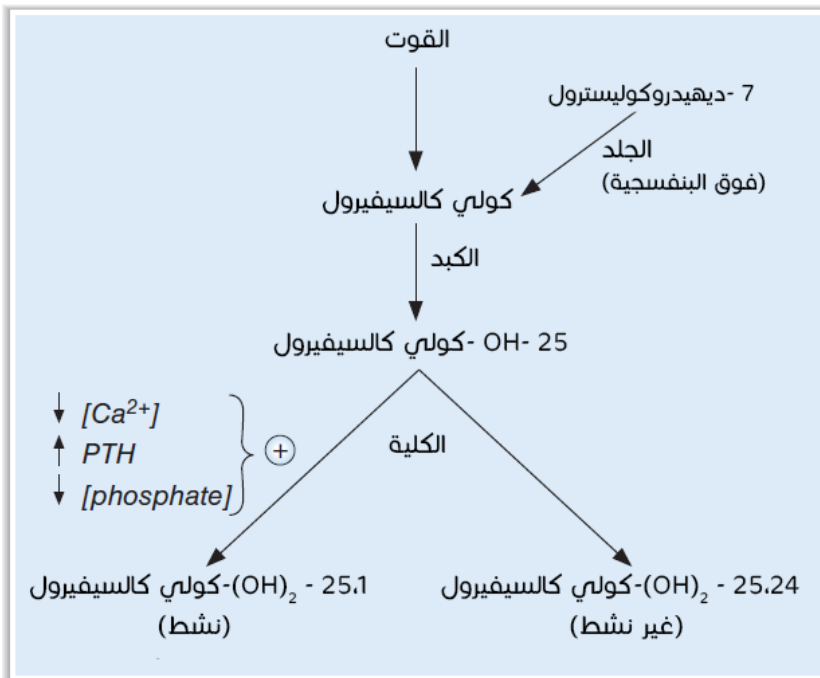 القوت
7 -ديهيدروكوليسترول
الجلد
(فوق البنفسجية)
كولي كالسيفيرول
الكبد
25 -OH -كولي كالسيفيرول
[Ca²⁺] ↓
PTH ↑
[phosphate] ↓
+
الكلية
25،1 - (OH)₂-كولي كالسيفيرول
(نشط)
25،24 - (OH)₂-كولي كالسيفيرول
(غير نشط)